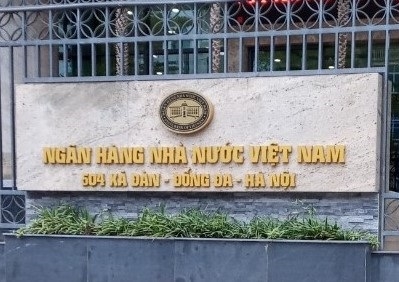 NGÂN HÀNG NHÀ NƯỚC VIỆT NAM
504 XÃ ĐÀN - ĐỐNG ĐA - HÀ NỘI